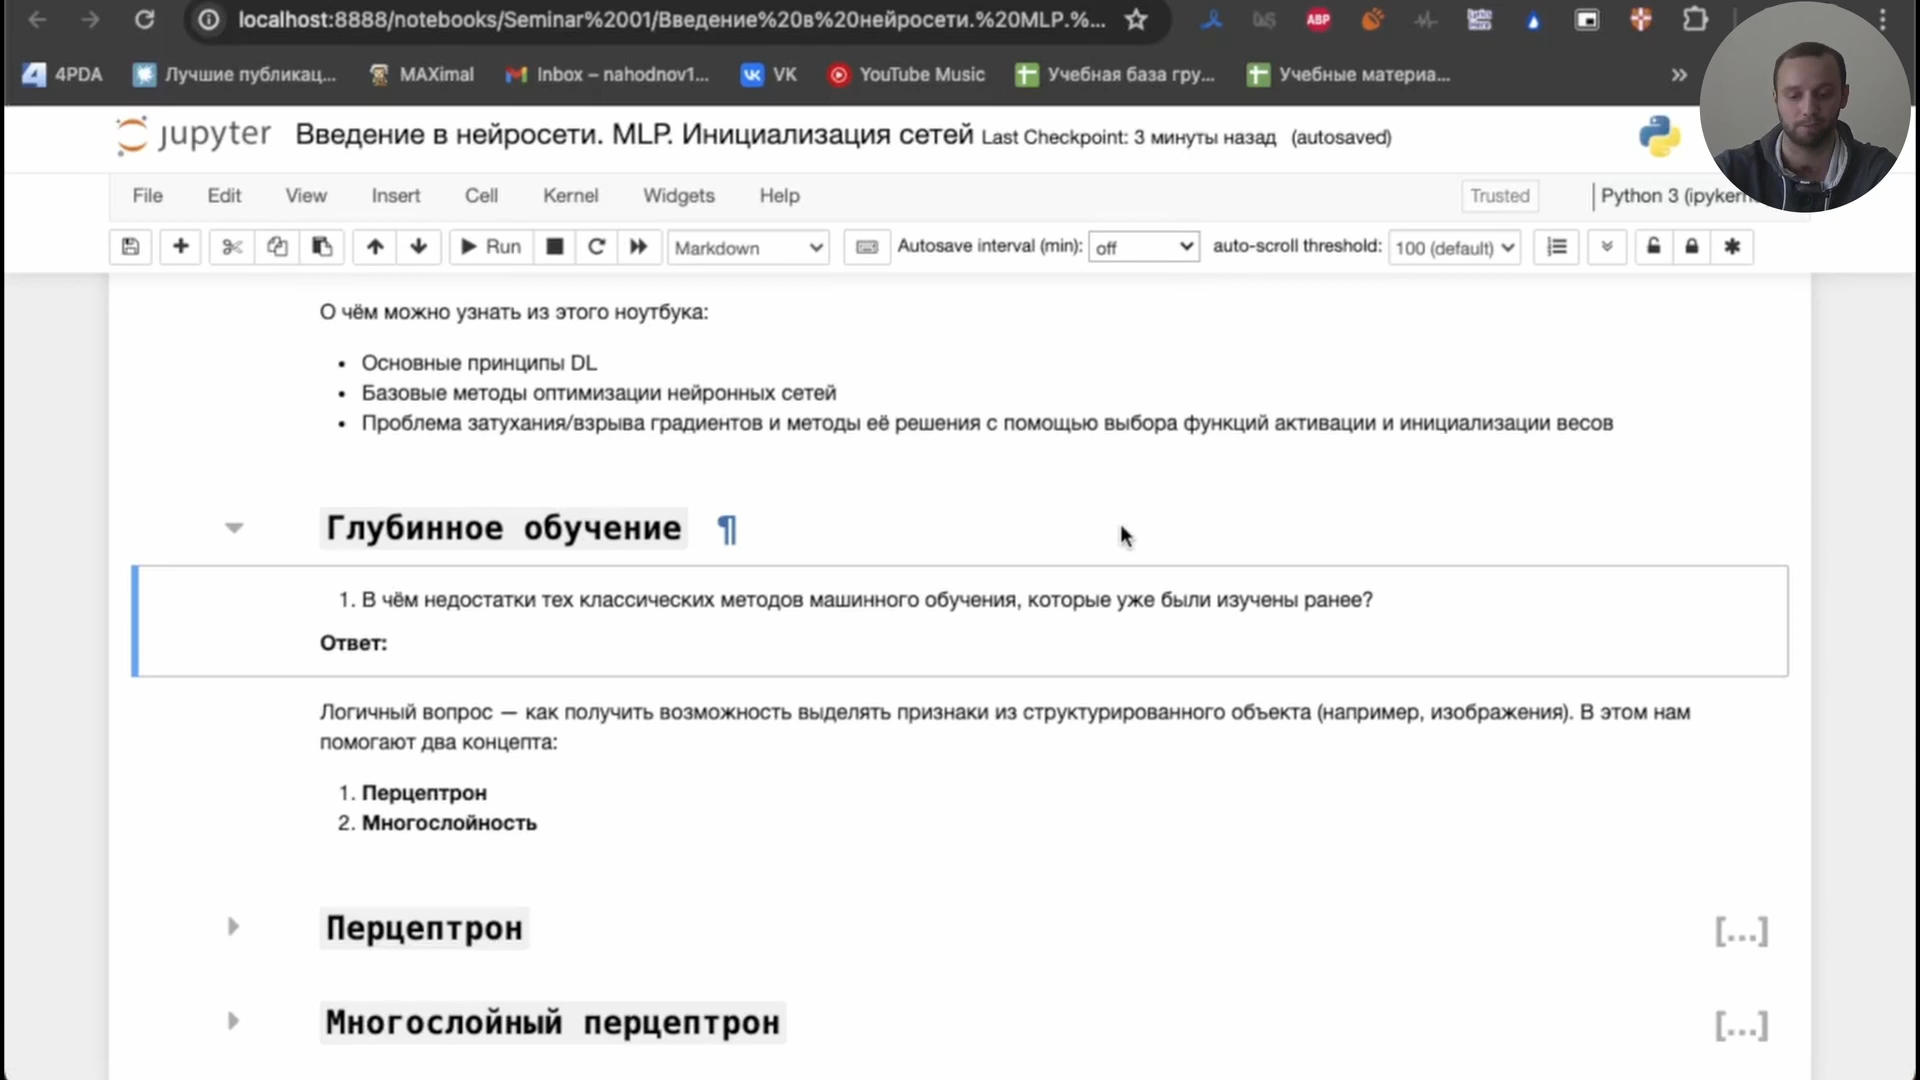 localhost:8888/notebooks/Seminar%2001/Введение%20в%20нейросети.%20MLP.%...
ABP
4PDA
Лучшие публикац...
MAXimal
Inbox – nahodnov1...
VK
YouTube Music
Учебная база гру...
Учебные материа...
»
jupyter Введение в нейросети. MLP. Инициализация сетей Last Checkpoint: 3 минуты назад (autosaved)
File Edit View Insert Cell Kernel Widgets Help Trusted Python 3 (ipykern
Run Markdown Autosave interval (min): off auto-scroll threshold: 100 (default)
О чём можно узнать из этого ноутбука:
• Основные принципы DL
• Базовые методы оптимизации нейронных сетей
• Проблема затухания/взрыва градиентов и методы её решения с помощью выбора функций активации и инициализации весов
Глубинное обучение ¶
1. В чём недостатки тех классических методов машинного обучения, которые уже были изучены ранее?
Ответ:
Логичный вопрос — как получить возможность выделять признаки из структурированного объекта (например, изображения). В этом нам
помогают два концепта:
1. Перцептрон
2. Многослойность
Перцептрон [...]
Многослойный перцептрон [...]